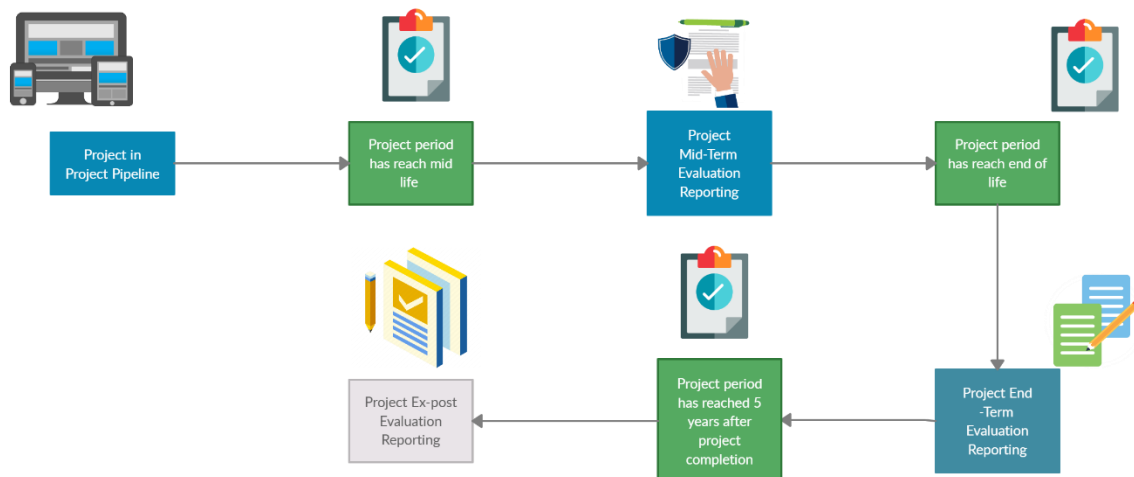 Project in
Project Pipeline
Project period
has reach mid
life
Project
Mid-Term
Evaluation
Reporting
Project period
has reach end of
life
Project End
-Term
Evaluation
Reporting
Project period
has reached 5
years after
project
completion
Project Ex-post
Evaluation
Reporting